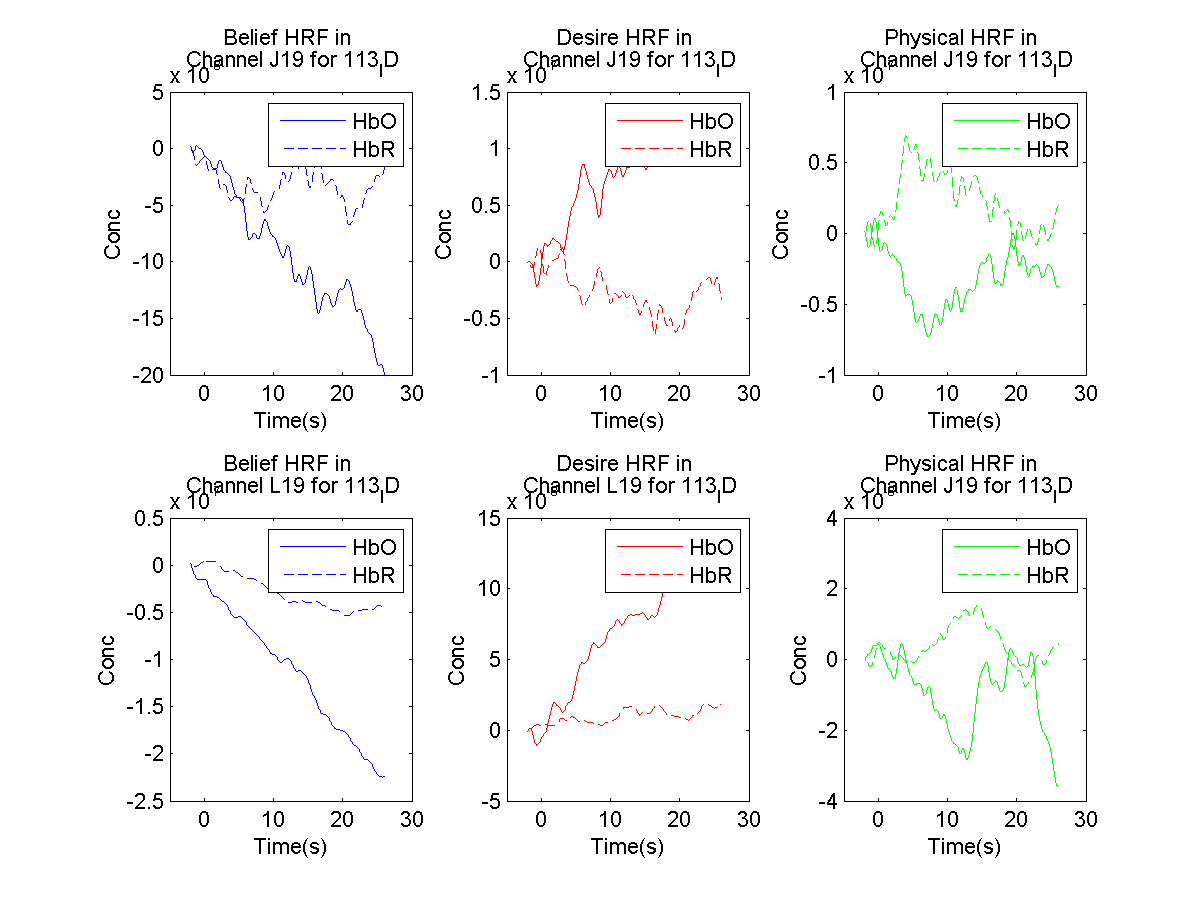 Belief HRF in
Channel J19 for 113,D
x 10
5
0
-5
-10
-15
-20
Conc
0
10
20
30
Time(s)
HbO
HbR
Desire HRF in
Channel J19 for 113,D
x 10
1.5
1
0.5
0
-0.5
-1
Conc
0
10
20
30
Time(s)
HbO
HbR
Physical HRF in
Channel J19 for 113,D
x 10
1
0.5
0
-0.5
-1
Conc
0
10
20
30
Time(s)
HbO
HbR
Belief HRF in
Channel L19 for 113,D
x 10
0.5
0
-0.5
-1
-1.5
-2
-2.5
Conc
0
10
20
30
Time(s)
HbO
HbR
Desire HRF in
Channel L19 for 113,D
x 10
15
10
5
0
-5
Conc
0
10
20
30
Time(s)
HbO
HbR
Physical HRF in
Channel J19 for 113,D
x 10
4
2
0
-2
-4
Conc
0
10
20
30
Time(s)
HbO
HbR